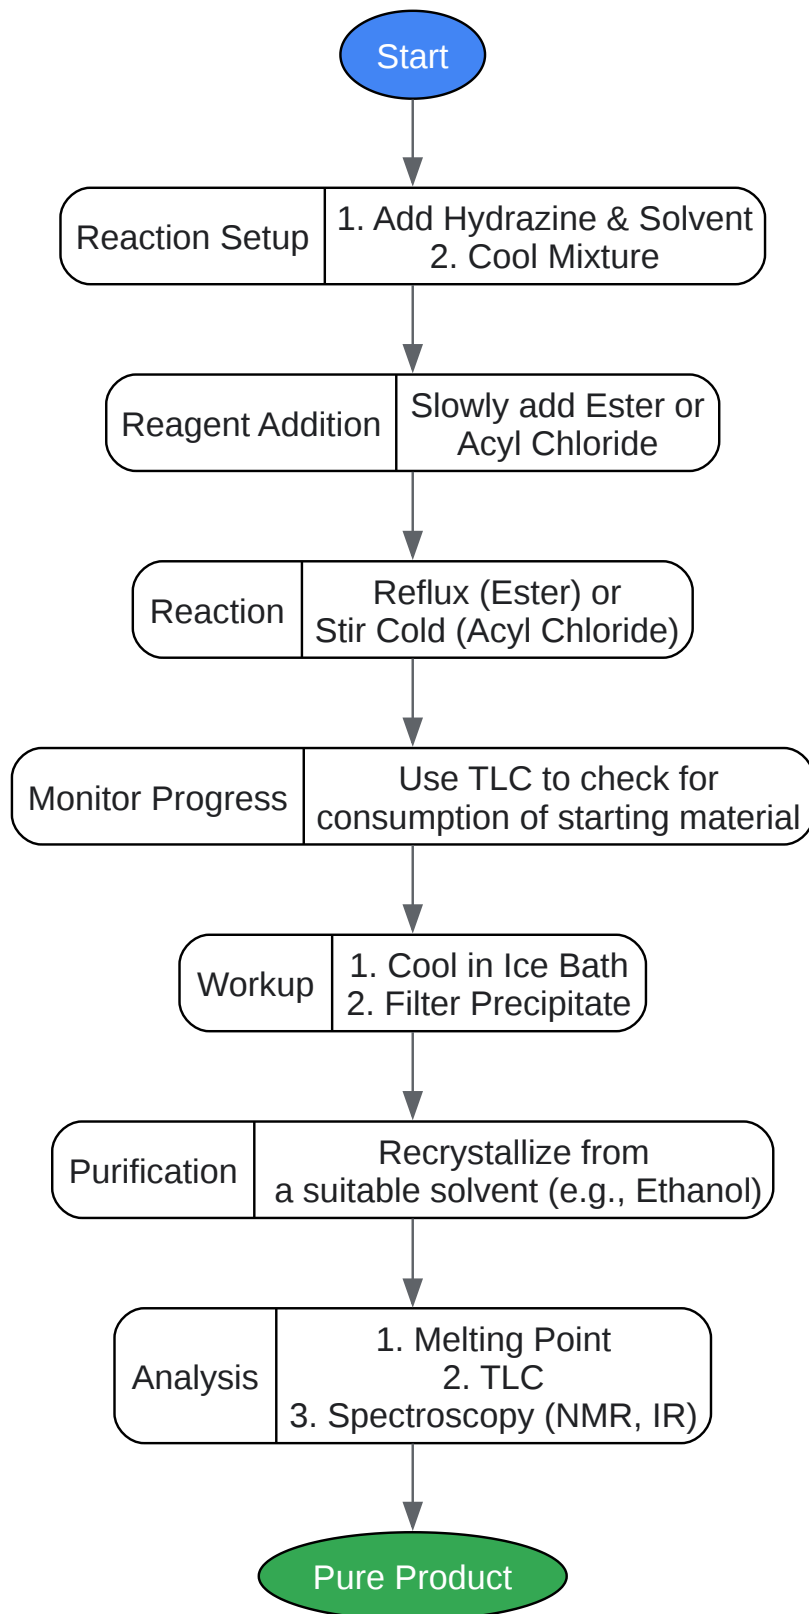 Start
Reaction Setup
1. Add Hydrazine & Solvent
2. Cool Mixture
Reagent Addition
Slowly add Ester or
Acyl Chloride
Reaction
Reflux (Ester) or
Stir Cold (Acyl Chloride)
Monitor Progress
Use TLC to check for
consumption of starting material
Workup
1. Cool in Ice Bath
2. Filter Precipitate
Purification
Recrystallize from
a suitable solvent (e.g., Ethanol)
Analysis
1. Melting Point
2. TLC
3. Spectroscopy (NMR, IR)
Pure Product